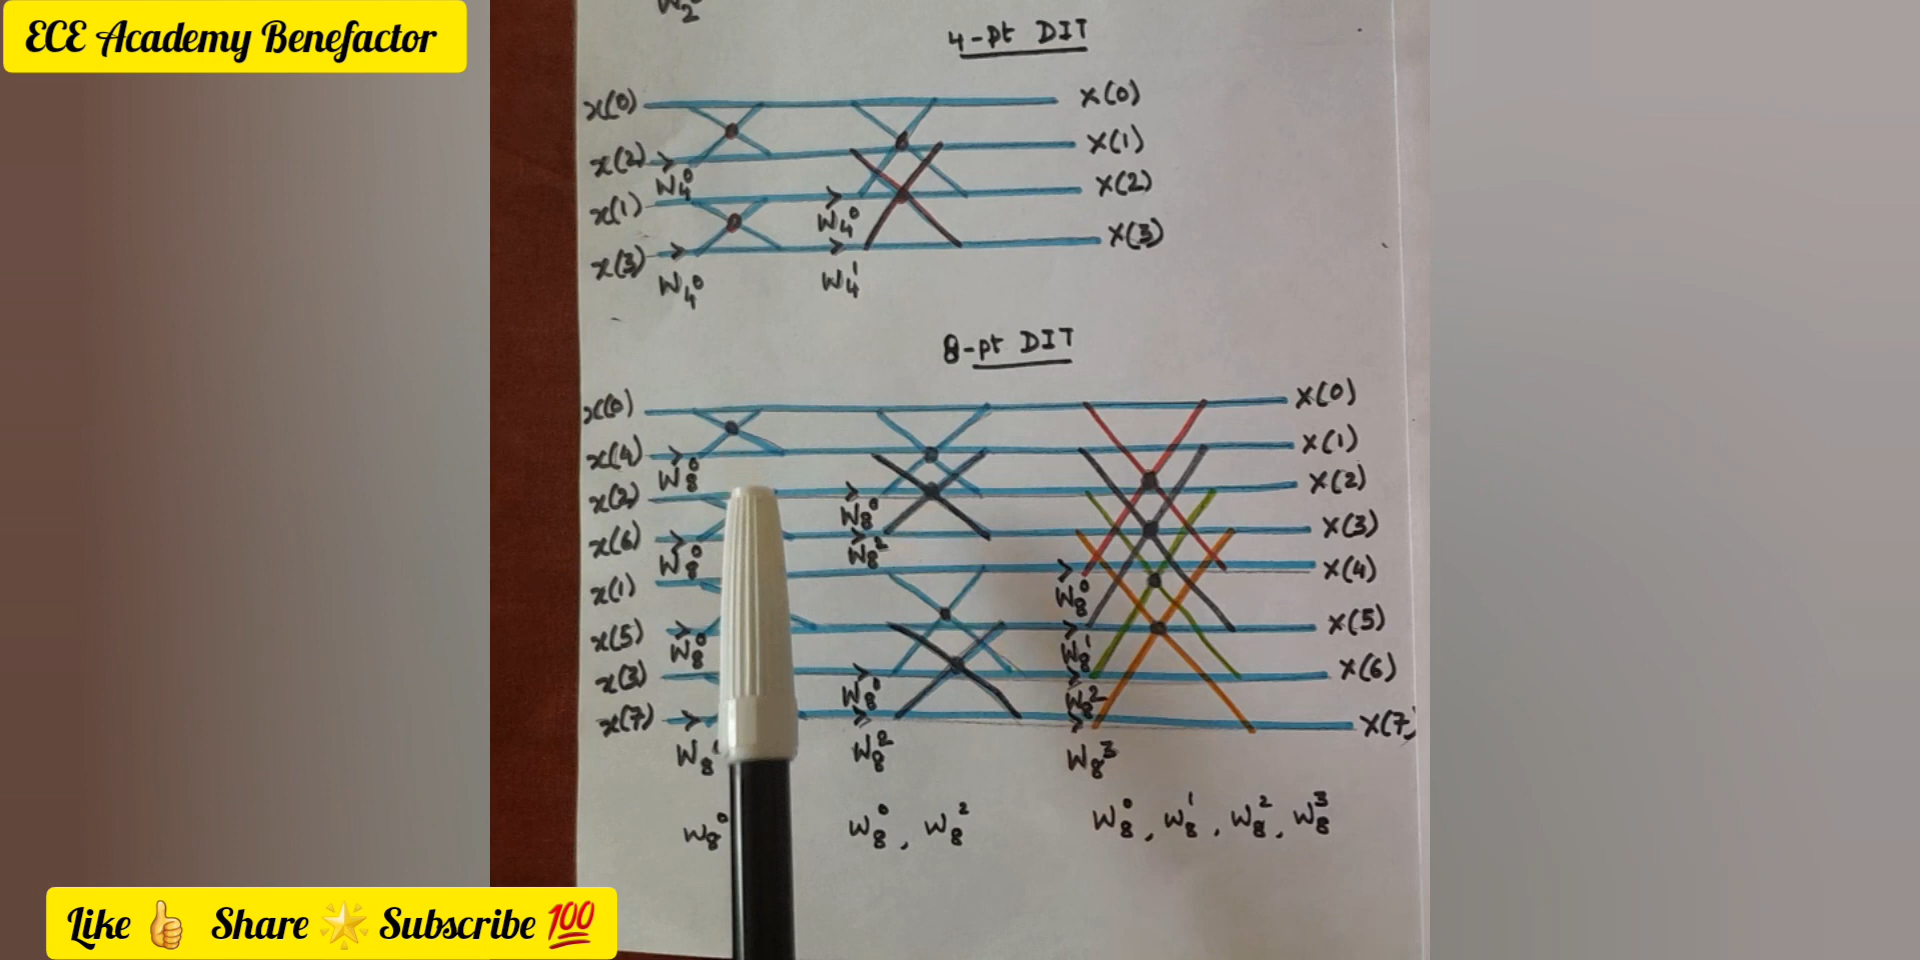 ECE Academy Benefactor
4-pt DIT
x(0) X(0)
x(2) W₄⁰ X(1)
x(1) W₄⁰ X(2)
x(3) W₄⁰ W₄¹ X(3)
8-pt DIT
x(0) X(0)
x(4) W₈⁰ X(1)
x(2) W₈⁰ X(2)
x(6) W₈⁰ W₈² X(3)
x(1) W₈⁰ X(4)
x(5) W₈⁰ W₈¹ X(5)
x(3) W₈⁰ W₈² X(6)
x(7) W₈² W₈³ X(7)
W₈⁰ W₈⁰, W₈² W₈⁰, W₈¹, W₈², W₈³
Like 👍 Share 🌟 Subscribe 💯